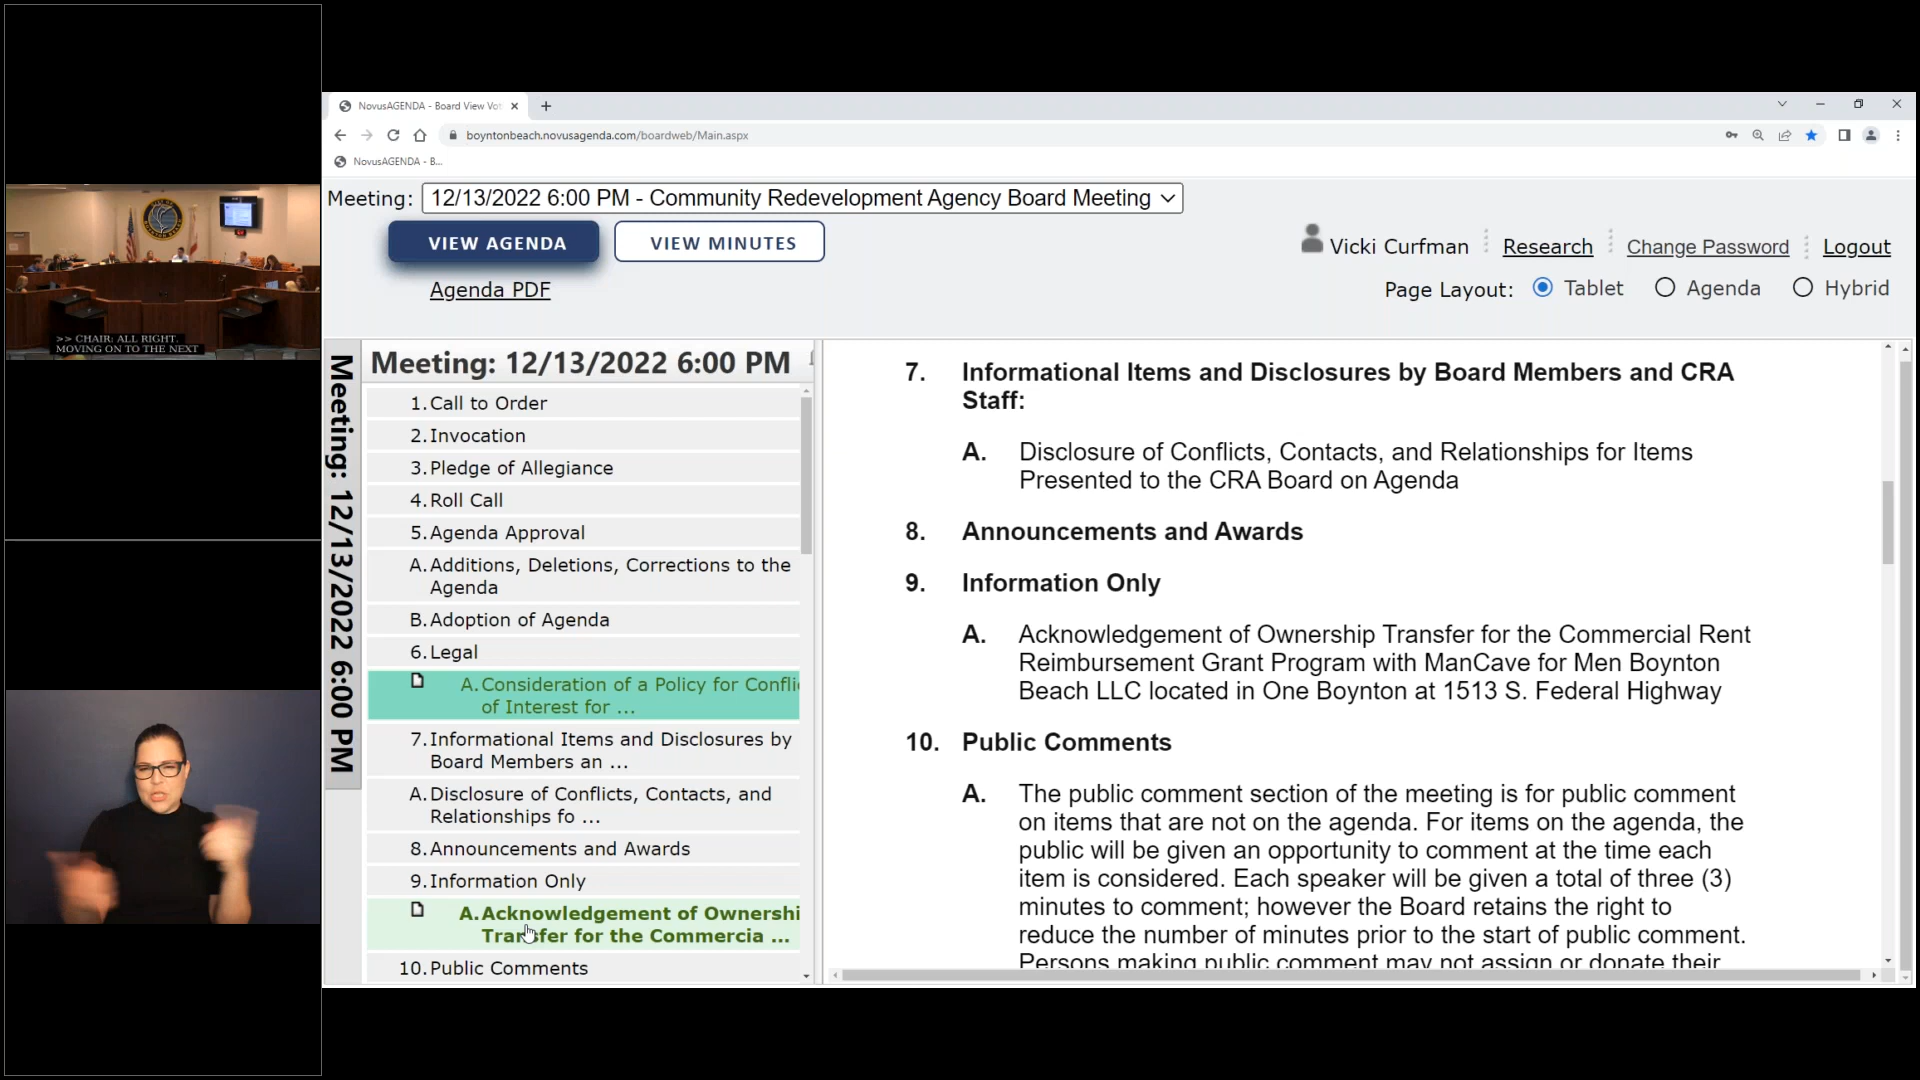 NovusAGENDA - Board View Vot
boyntonbeach.novusagenda.com/boardweb/Main.aspx
NovusAGENDA - B...
Meeting: 12/13/2022 6:00 PM - Community Redevelopment Agency Board Meeting
VIEW AGENDA
VIEW MINUTES
Agenda PDF
Vicki Curfman
Research
Change Password
Logout
Page Layout: Tablet Agenda Hybrid
>> CHAIR: ALL RIGHT.
MOVING ON TO THE NEXT
Meeting: 12/13/2022 6:00 PM
Meeting: 12/13/2022 6:00 PM
1. Call to Order
2. Invocation
3. Pledge of Allegiance
4. Roll Call
5. Agenda Approval
A. Additions, Deletions, Corrections to the
Agenda
B. Adoption of Agenda
6. Legal
A. Consideration of a Policy for Conflic
of Interest for ...
7. Informational Items and Disclosures by
Board Members an ...
A. Disclosure of Conflicts, Contacts, and
Relationships fo ...
8. Announcements and Awards
9. Information Only
A. Acknowledgement of Ownershi
Transfer for the Commercia ...
10. Public Comments
7. Informational Items and Disclosures by Board Members and CRA
Staff:
A. Disclosure of Conflicts, Contacts, and Relationships for Items
Presented to the CRA Board on Agenda
8. Announcements and Awards
9. Information Only
A. Acknowledgement of Ownership Transfer for the Commercial Rent
Reimbursement Grant Program with ManCave for Men Boynton
Beach LLC located in One Boynton at 1513 S. Federal Highway
10. Public Comments
A. The public comment section of the meeting is for public comment
on items that are not on the agenda. For items on the agenda, the
public will be given an opportunity to comment at the time each
item is considered. Each speaker will be given a total of three (3)
minutes to comment; however the Board retains the right to
reduce the number of minutes prior to the start of public comment.
Persons making public comment may not assign or donate their